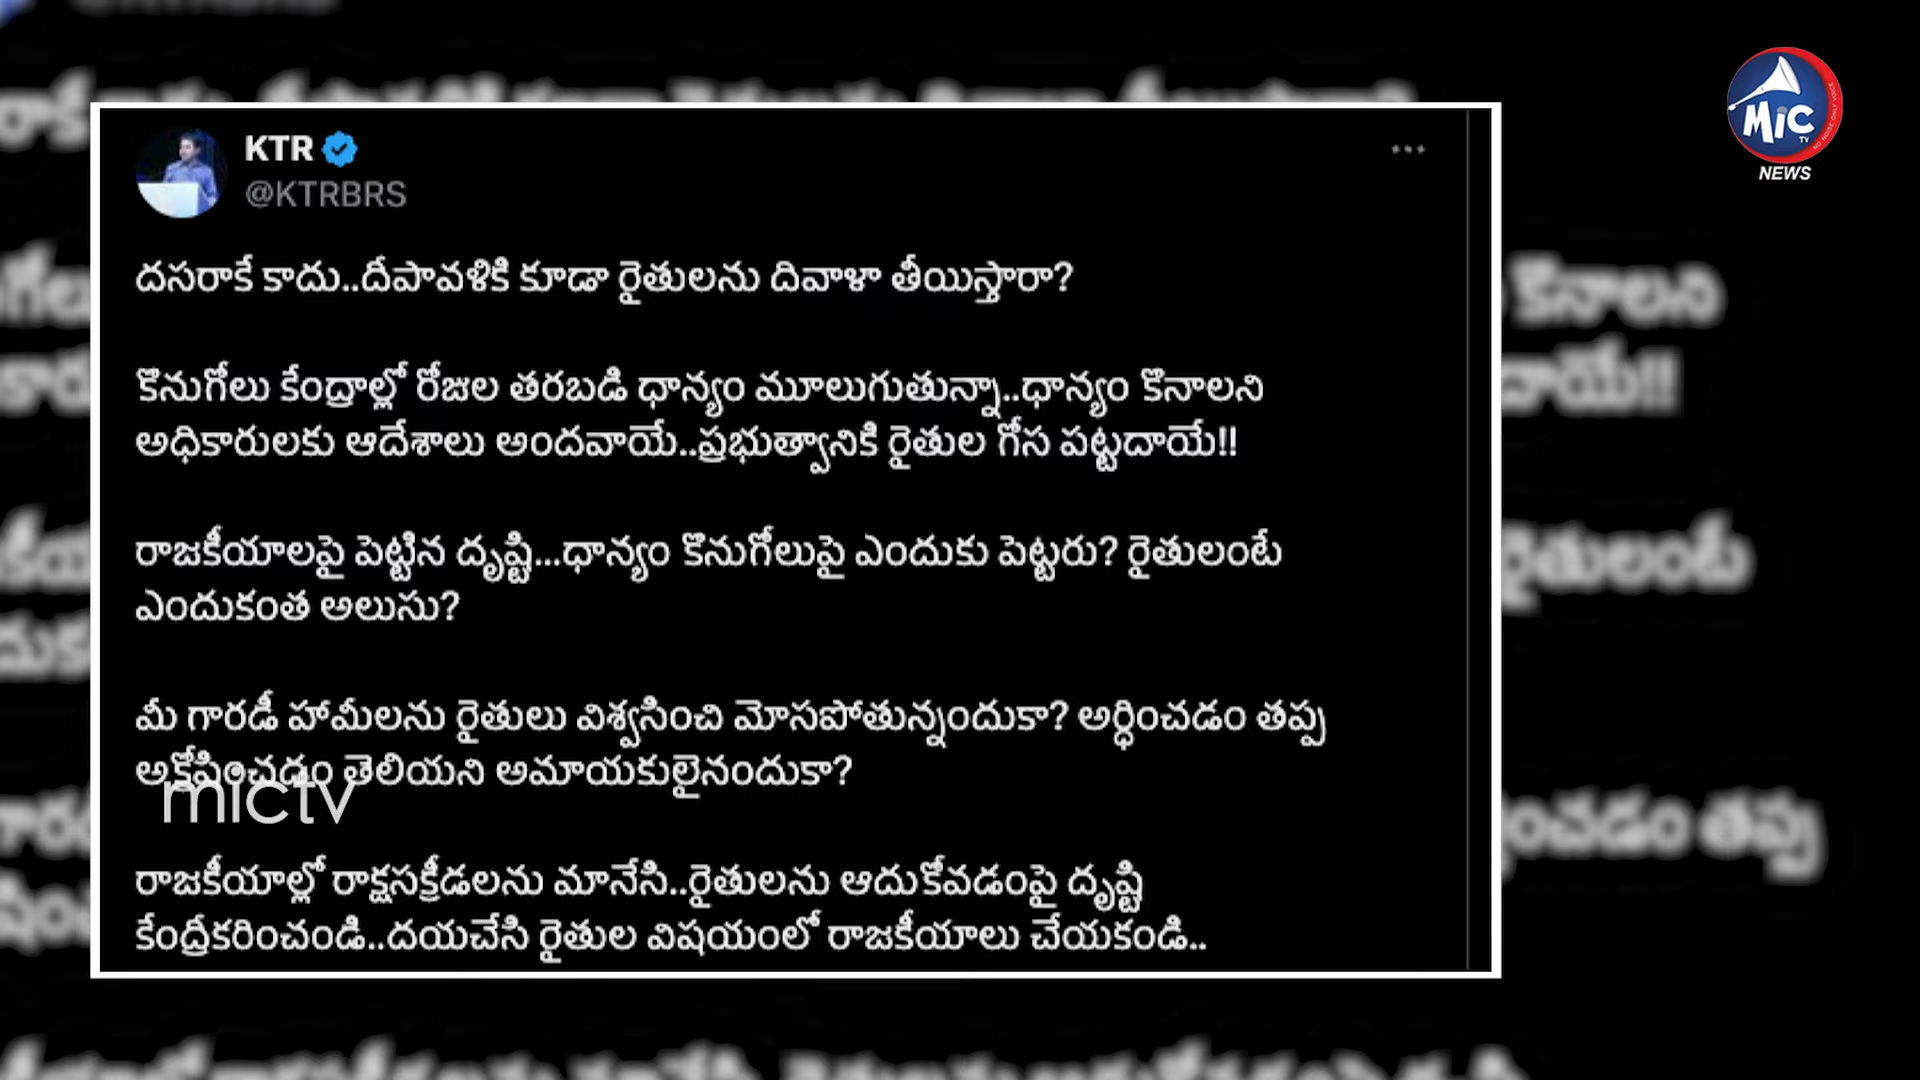 KTR
@KTRBRS
దసరాకే కాదు..దీపావళికి కూడా రైతులను దివాళా తీయిస్తారా?
కొనుగోలు కేంద్రాల్లో రోజుల తరబడి ధాన్యం మూలుగుతున్నా..ధాన్యం కొనాలని
అధికారులకు ఆదేశాలు అందవాయే..ప్రభుత్వానికి రైతుల గోస పట్టదాయే!!
రాజకీయాలపై పెట్టిన దృష్టి...ధాన్యం కొనుగోలుపై ఎందుకు పెట్టరు? రైతులంటే
ఎందుకంత అలుసు?
మీ గారడీ హామీలను రైతులు విశ్వసించి మోసపోతున్నందుకా? అర్ధించడం తప్ప
అక్షేపించడం తెలియని అమాయకులైనందుకా?
mictv
రాజకీయాల్లో రాక్షసక్రీడలను మానేసి..రైతులను ఆదుకోవడంపై దృష్టి
కేంద్రీకరించండి..దయచేసి రైతుల విషయంలో రాజకీయాలు చేయకండి..
MiC
TV
NEWS